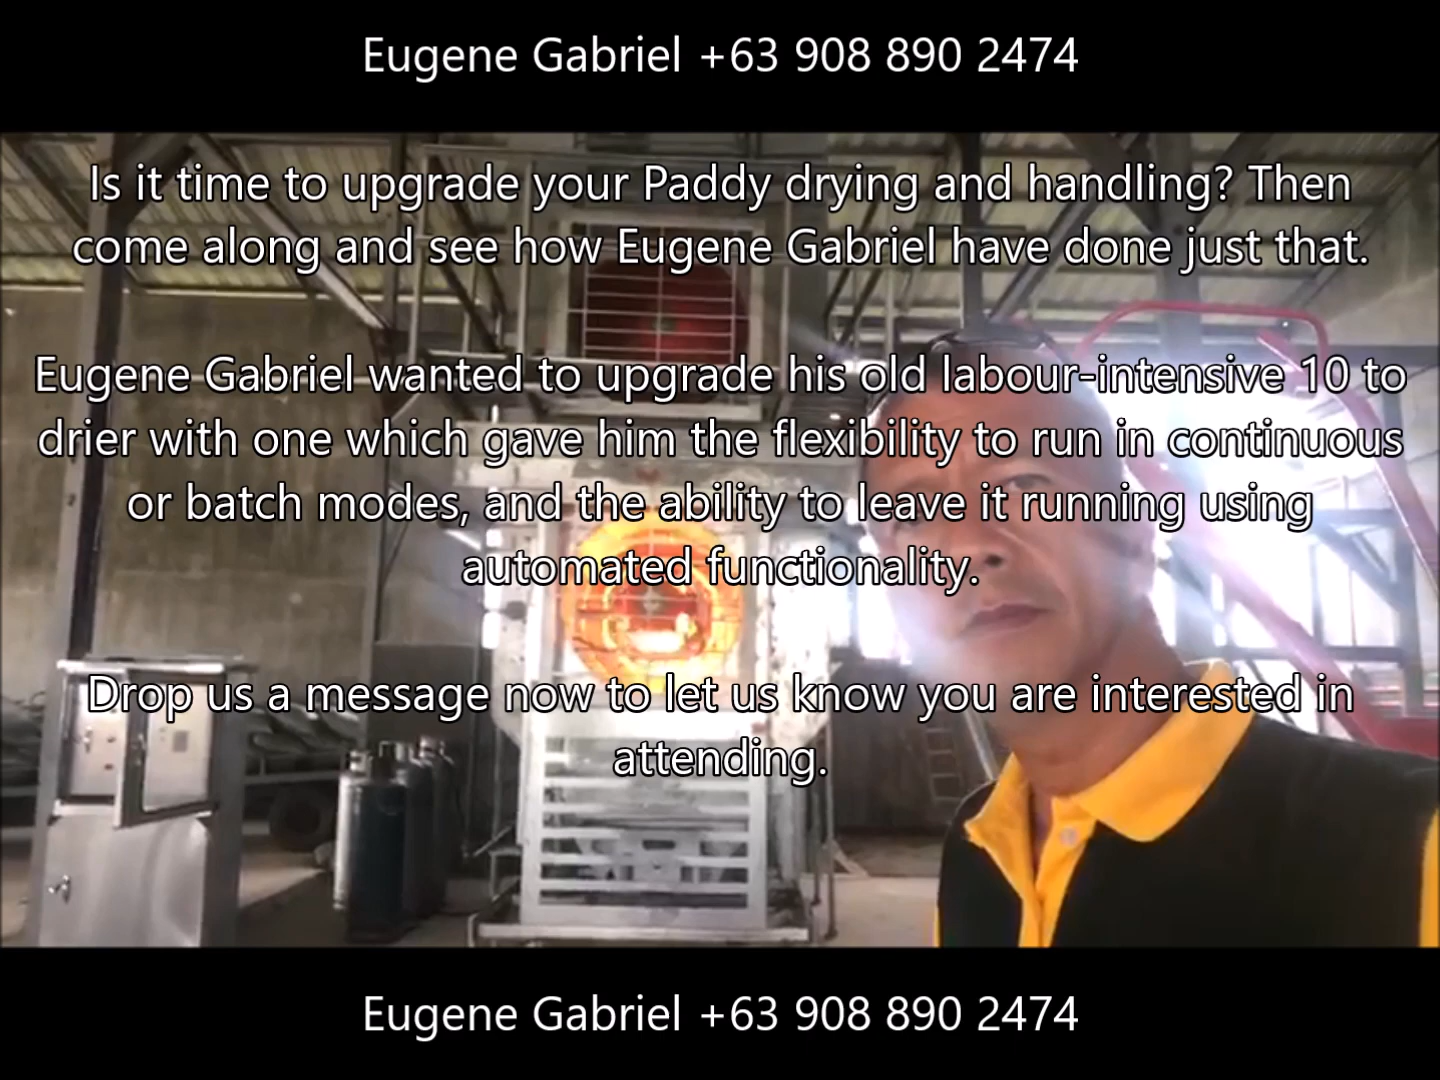 Eugene Gabriel +63 908 890 2474
Is it time to upgrade your Paddy drying and handling? Then
come along and see how Eugene Gabriel have done just that.
Eugene Gabriel wanted to upgrade his old labour-intensive 10 to
drier with one which gave him the flexibility to run in continuous
or batch modes, and the ability to leave it running using
automated functionality.
Drop us a message now to let us know you are interested in
attending.
Eugene Gabriel +63 908 890 2474